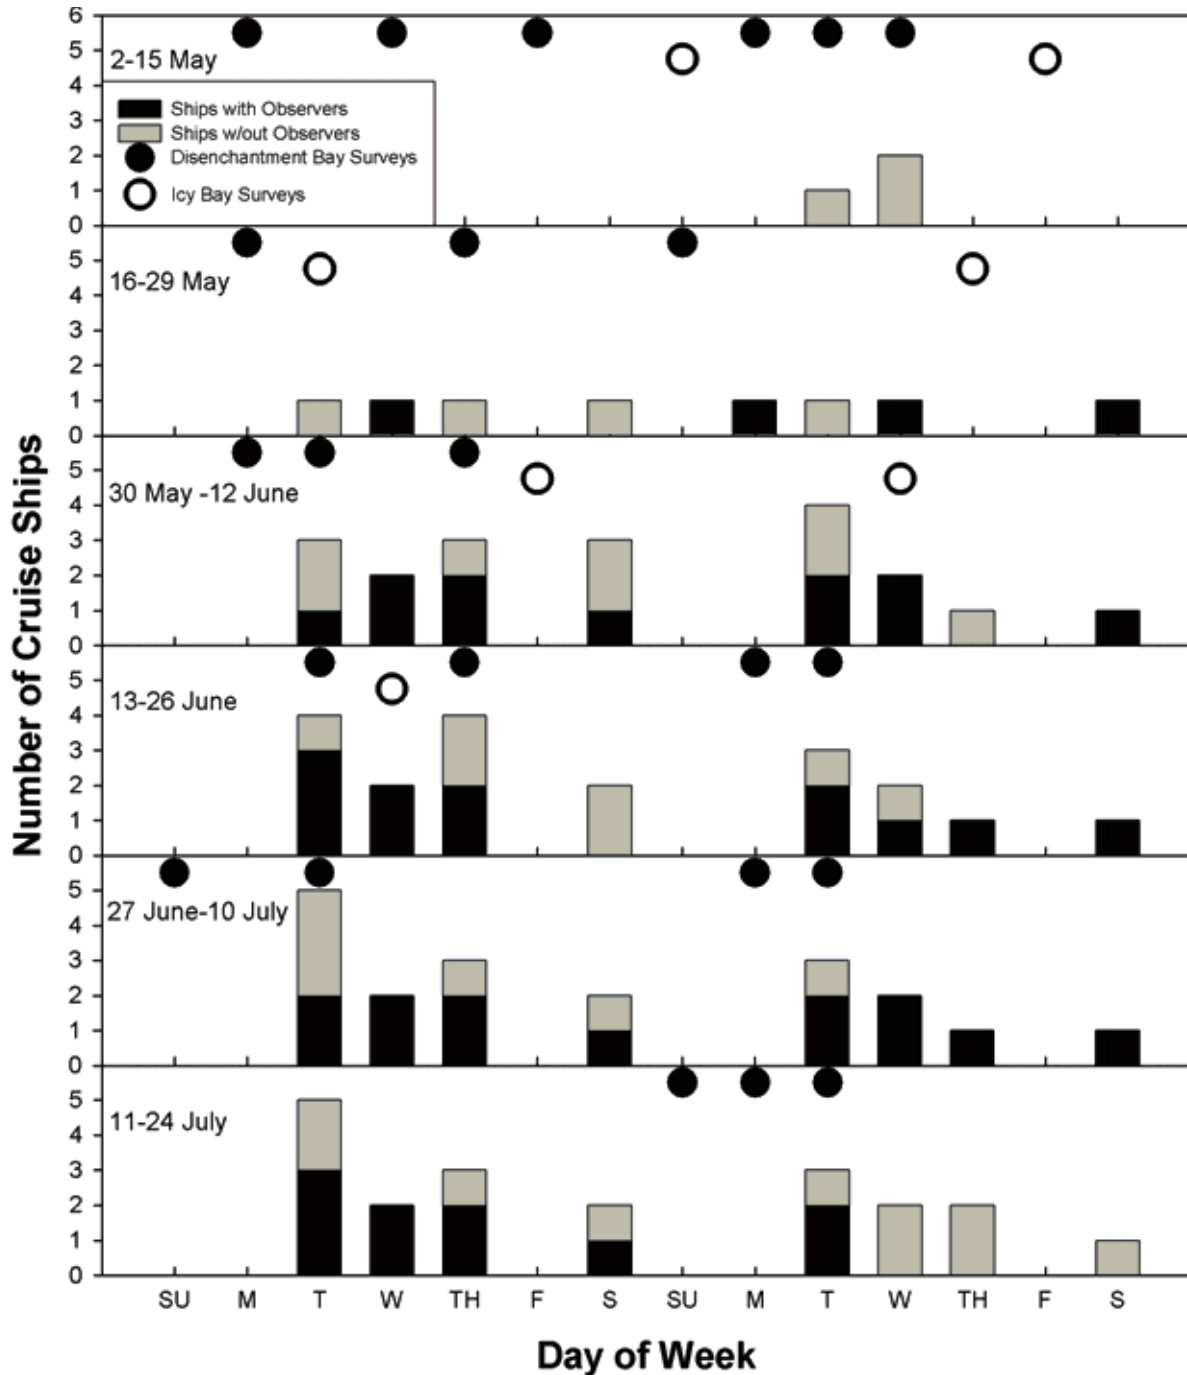 6
5
4
3
2
1
0
2-15 May
Ships with Observers
Ships w/out Observers
Disenchantment Bay Surveys
Icy Bay Surveys
5
4
3
2
1
0
16-29 May
5
4
3
2
1
0
30 May -12 June
5
4
3
2
1
0
13-26 June
5
4
3
2
1
0
27 June-10 July
5
4
3
2
1
0
11-24 July
Number of Cruise Ships
SU M T W TH F S SU M T W TH F S
Day of Week